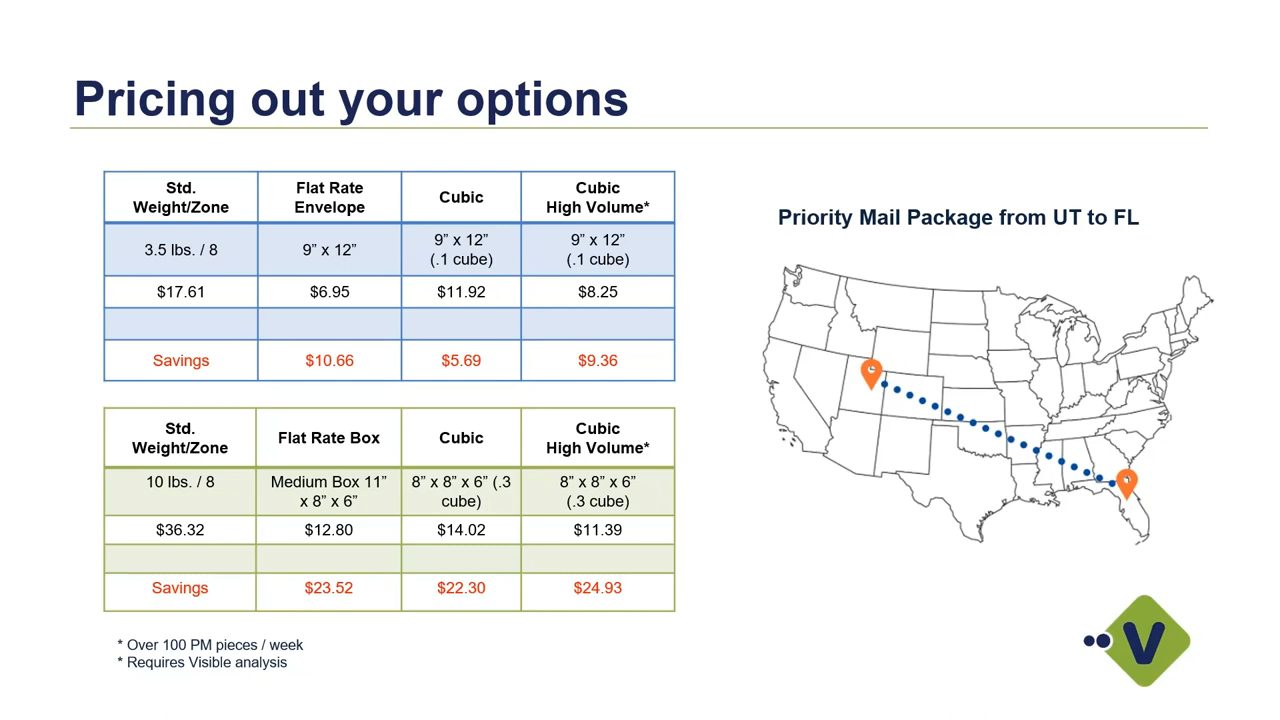 Pricing out your options
Std.
Weight/Zone
Flat Rate
Envelope
Cubic
Cubic
High Volume*
3.5 lbs. / 8
9” x 12”
9” x 12”
(.1 cube)
9” x 12”
(.1 cube)
$17.61
$6.95
$11.92
$8.25
Savings
$10.66
$5.69
$9.36
Std.
Weight/Zone
Flat Rate Box
Cubic
Cubic
High Volume*
10 lbs. / 8
Medium Box 11”
x 8” x 6”
8” x 8” x 6” (.3
cube)
8” x 8” x 6”
(.3 cube)
$36.32
$12.80
$14.02
$11.39
Savings
$23.52
$22.30
$24.93
* Over 100 PM pieces / week
* Requires Visible analysis
Priority Mail Package from UT to FL
V